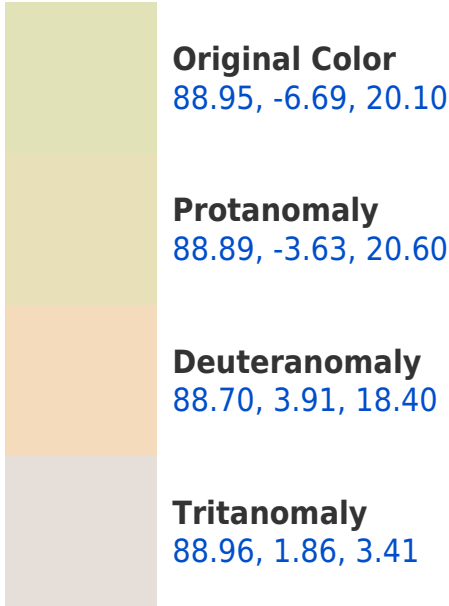 Original Color
88.95, -6.69, 20.10
Protanomaly
88.89, -3.63, 20.60
Deuteranomaly
88.70, 3.91, 18.40
Tritanomaly
88.96, 1.86, 3.41